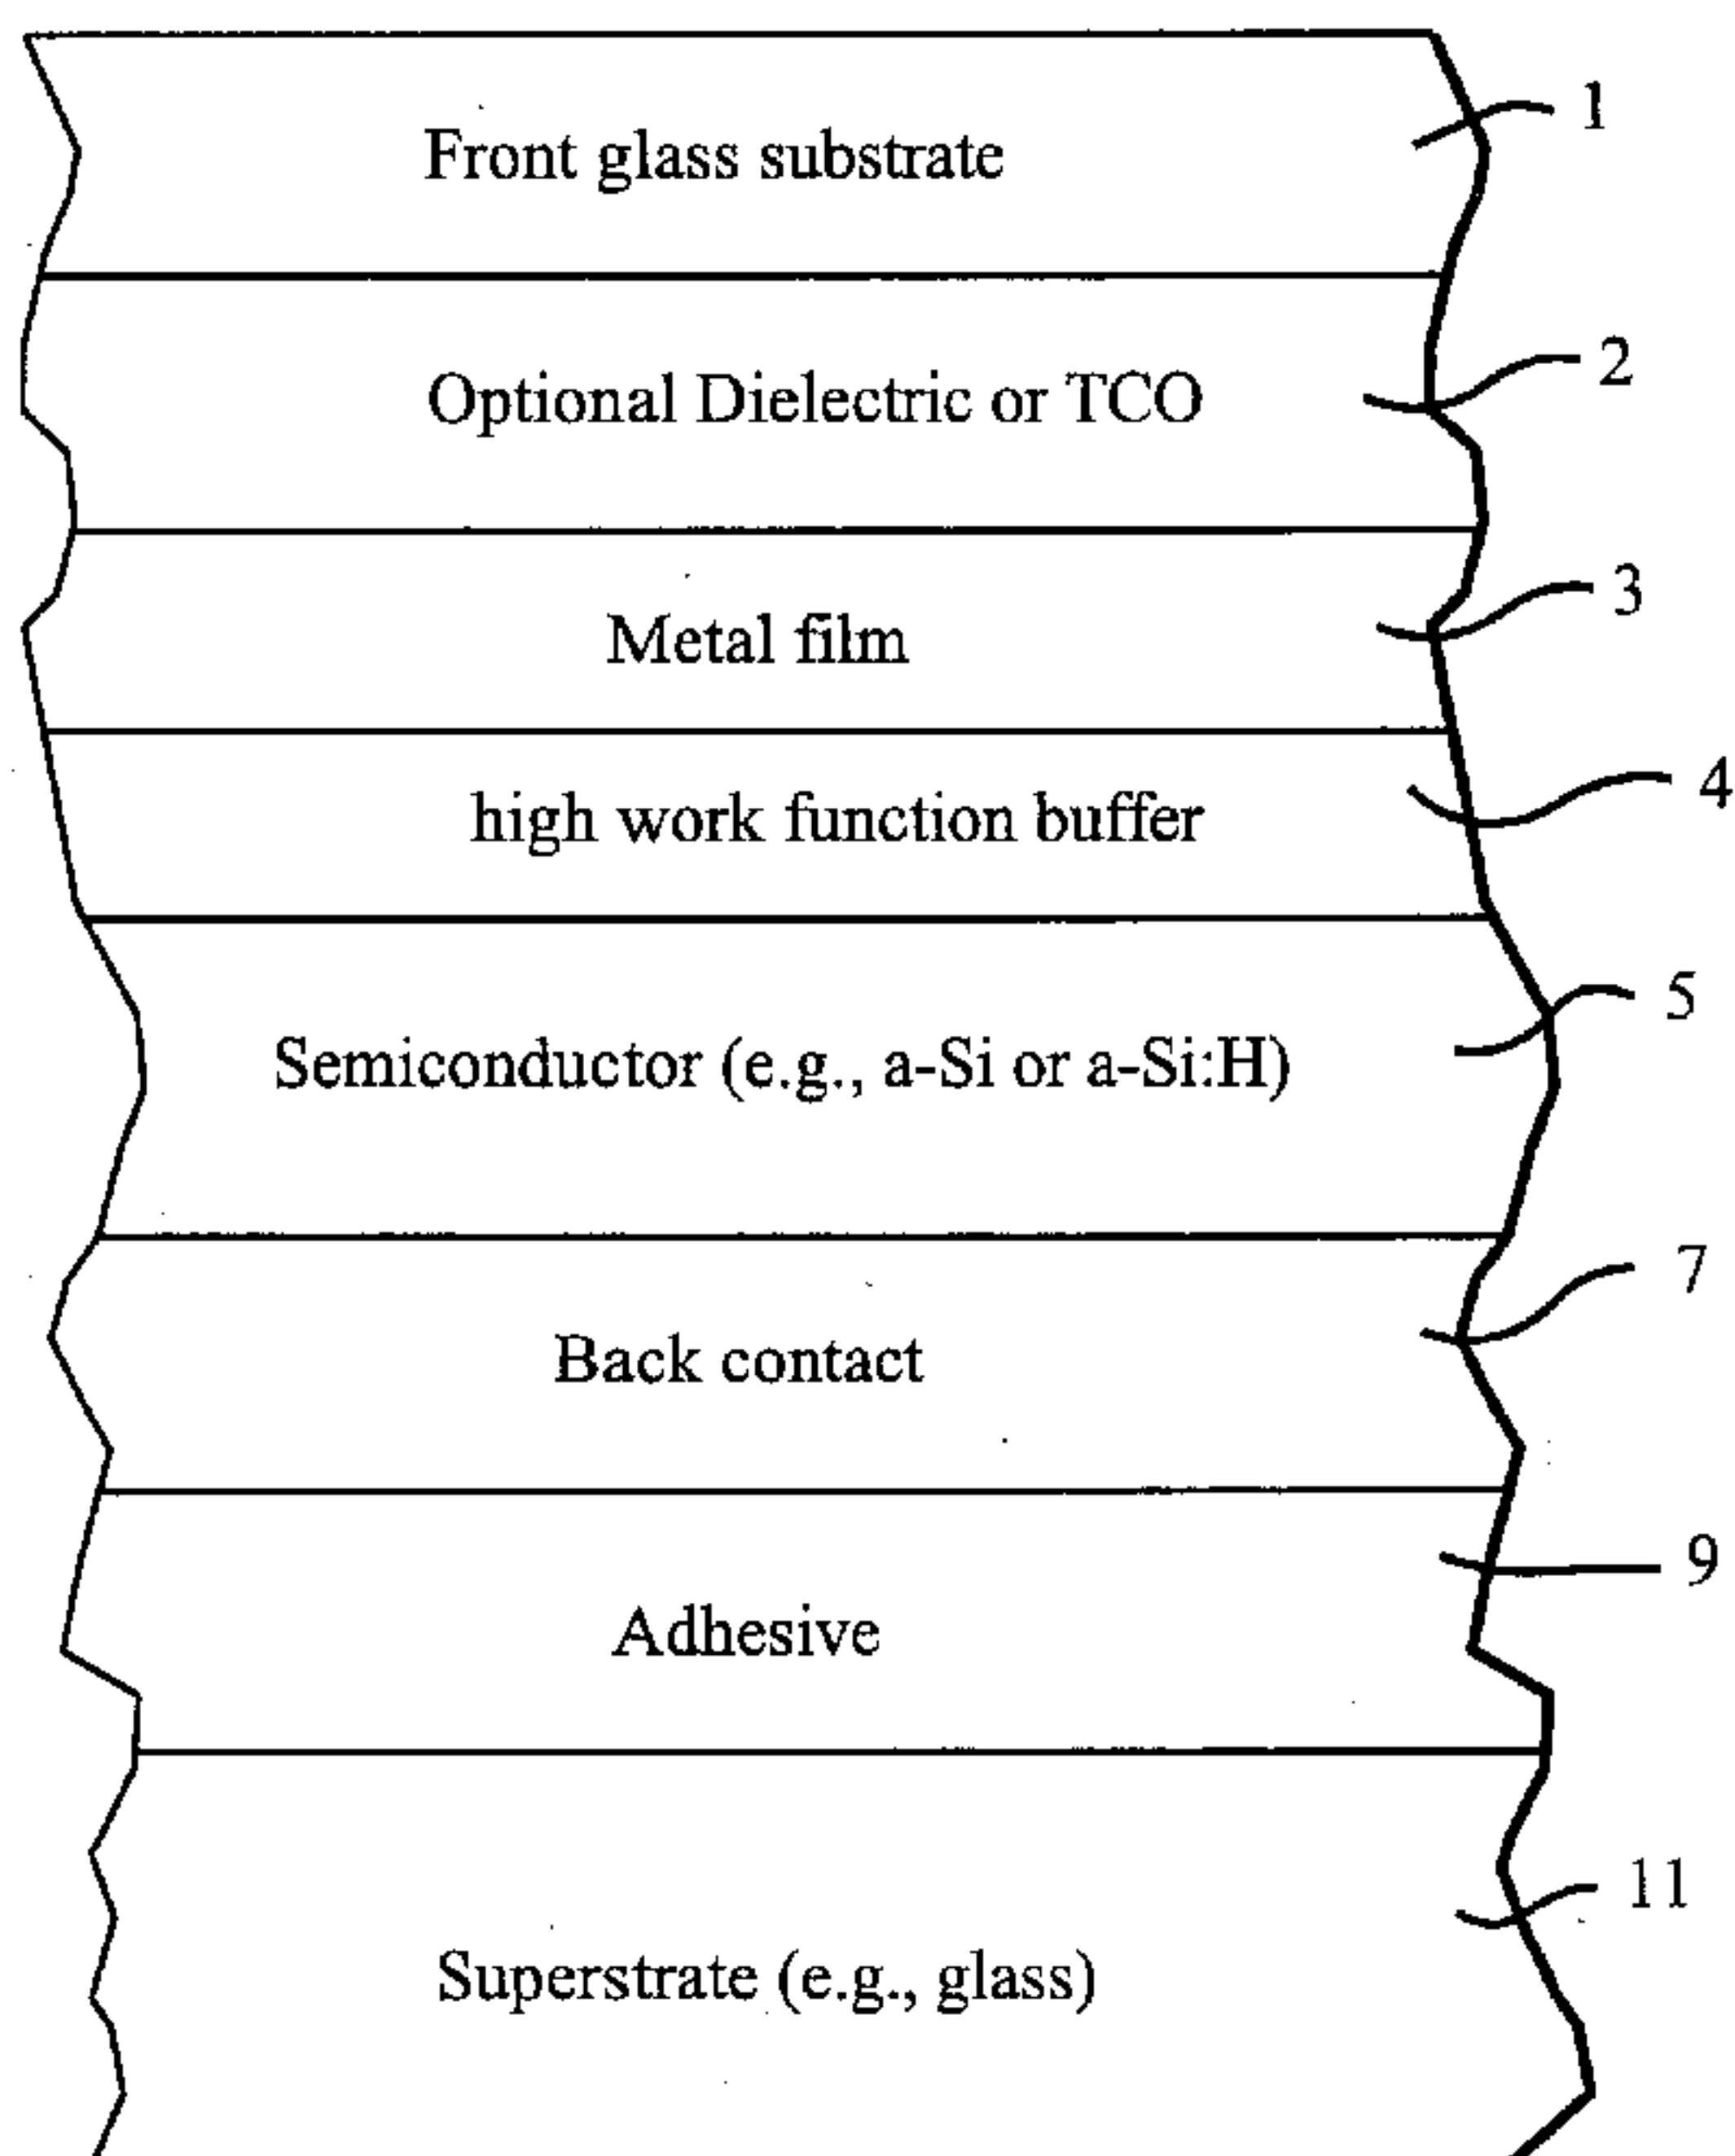 Front glass substrate 1
Optional Dielectric or TCO 2
Metal film 3
high work function buffer 4
Semiconductor (e.g., a-Si or a-Si:H) 5
Back contact 7
Adhesive 9
Superstrate (e.g., glass) 11